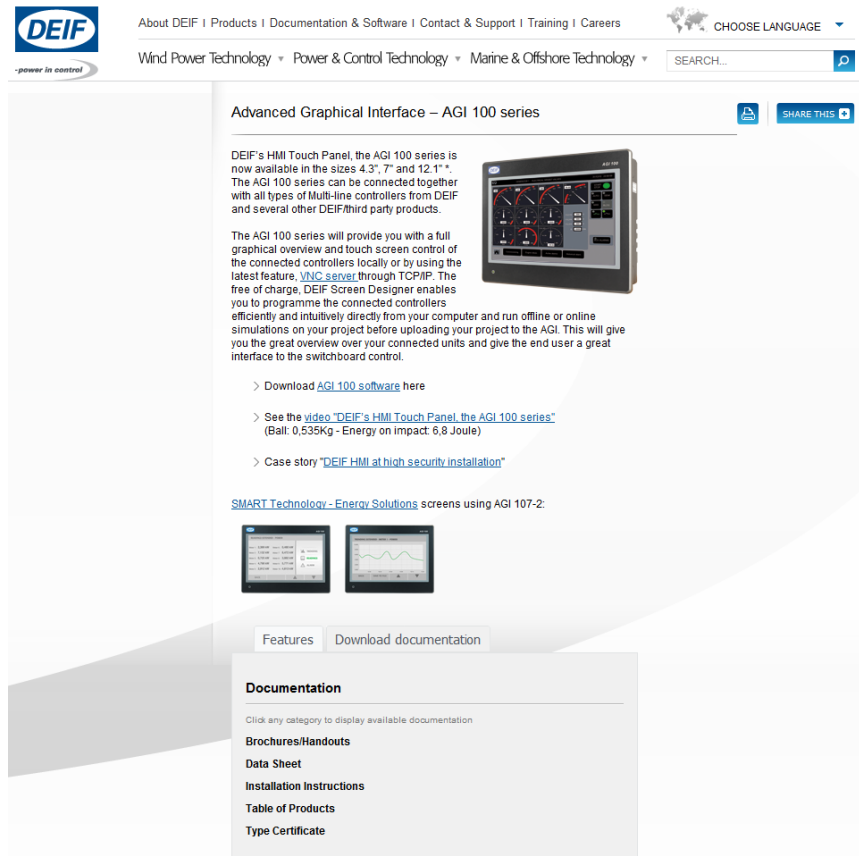 DEIF
-power in control
About DEIF I Products I Documentation & Software I Contact & Support I Training I Careers
CHOOSE LANGUAGE
Wind Power Technology Power & Control Technology Marine & Offshore Technology
SEARCH...
Advanced Graphical Interface – AGI 100 series
SHARE THIS
DEIF's HMI Touch Panel, the AGI 100 series is
now available in the sizes 4.3", 7" and 12.1" *.
The AGI 100 series can be connected together
with all types of Multi-line controllers from DEIF
and several other DEIF/third party products.
The AGI 100 series will provide you with a full
graphical overview and touch screen control of
the connected controllers locally or by using the
latest feature, VNC server through TCP/IP. The
free of charge, DEIF Screen Designer enables
you to programme the connected controllers
efficiently and intuitively directly from your computer and run offline or online
simulations on your project before uploading your project to the AGI. This will give
you the great overview over your connected units and give the end user a great
interface to the switchboard control.
Download AGI 100 software here
See the video "DEIF's HMI Touch Panel, the AGI 100 series"
(Ball: 0,535Kg - Energy on impact: 6,8 Joule)
Case story "DEIF HMI at high security installation"
SMART Technology - Energy Solutions screens using AGI 107-2:
Features Download documentation
Documentation
Click any category to display available documentation
Brochures/Handouts
Data Sheet
Installation Instructions
Table of Products
Type Certificate